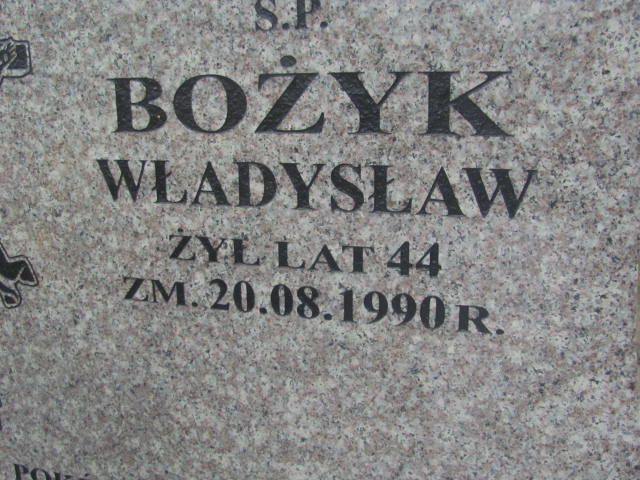 Ś.P.
BOŻYK
WŁADYSŁAW
ŻYŁ LAT 44
ZM. 20.08.1990 R.